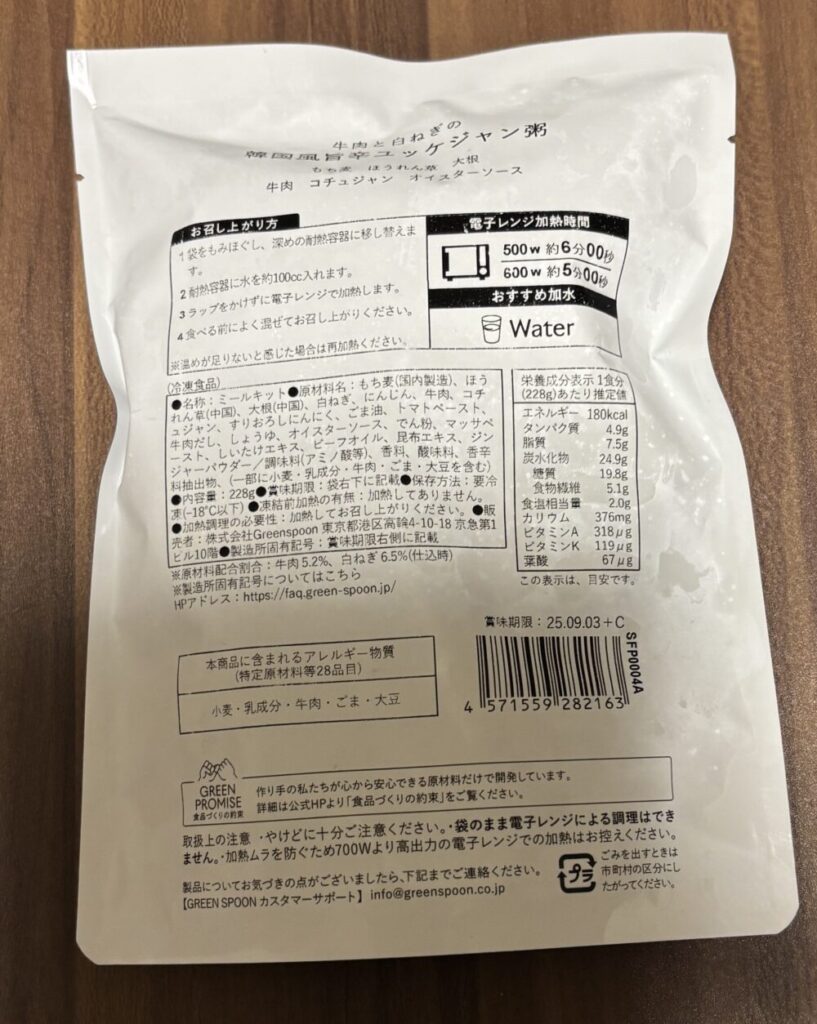 牛肉と白ねぎの
韓国風旨辛ユッケジャン粥
もち麦 ほうれん草 大根
牛肉 コチュジャン オイスターソース
お召し上がり方
1 袋をもみほぐし、深めの耐熱容器に移し替えま
す。
2 耐熱容器に水を約100cc入れます。
3 ラップをかけずに電子レンジで加熱します。
4 食べる前によく混ぜてお召し上がりください。
※温めが足りないと感じた場合は再加熱ください。
電子レンジ加熱時間
500w 約6分00秒
600w 約5分00秒
おすすめ加水
Water
(冷凍食品)
●名称：ミールキット●原材料名：もち麦(国内製造)、ほう
れん草(中国)、大根(中国)、白ねぎ、にんじん、牛肉、コチ
ュジャン、すりおろしにんにく、ごま油、トマトペースト、
牛肉だし、しょうゆ、オイスターソース、でん粉、マッサペ
ースト、しいたけエキス、ビーフオイル、昆布エキス、ジン
ジャーパウダー／調味料(アミノ酸等)、香料、酸味料、香辛
料抽出物、(一部に小麦・乳成分・牛肉・ごま・大豆を含む)
●内容量：228g●賞味期限：袋右下に記載●保存方法：要冷
凍(-18℃以下)●凍結前加熱の有無：加熱してありません。
●加熱調理の必要性：加熱してお召し上がりください。●販
売者：株式会社Greenspoon 東京都港区高輪4-10-18 京急第1
ビル10階●製造所固有記号：賞味期限右側に記載
※原材料配合割合：牛肉5.2%、白ねぎ6.5%(仕込時)
※製造所固有記号についてはこちら
HPアドレス：https://faq.green-spoon.jp/
栄養成分表示 1食分
(228g)あたり推定値
エネルギー 180kcal
タンパク質 4.9g
脂質 7.5g
炭水化物 24.9g
糖質 19.8g
食物繊維 5.1g
食塩相当量 2.0g
カリウム 376mg
ビタミンA 318μg
ビタミンK 119μg
葉酸 67μg
この表示は、目安です。
賞味期限：25.09.03+C
SFP0004A
4 571559 282163
本商品に含まれるアレルギー物質
(特定原材料等28品目)
小麦・乳成分・牛肉・ごま・大豆
GREEN
PROMISE
食品づくりの約束
作り手の私たちが心から安心できる原材料だけで開発しています。
詳細は公式HPより「食品づくりの約束」をご覧ください。
取扱上の注意 ・やけどに十分ご注意ください。・袋のまま電子レンジによる調理はでき
ません。・加熱ムラを防ぐため700Wより高出力の電子レンジでの加熱はお控えください。
製品についてお気づきの点がございましたら、下記までご連絡ください。
【GREEN SPOON カスタマーサポート】 info@greenspoon.co.jp
プラ
ごみを出すときは
市町村の区分にし
たがってください。